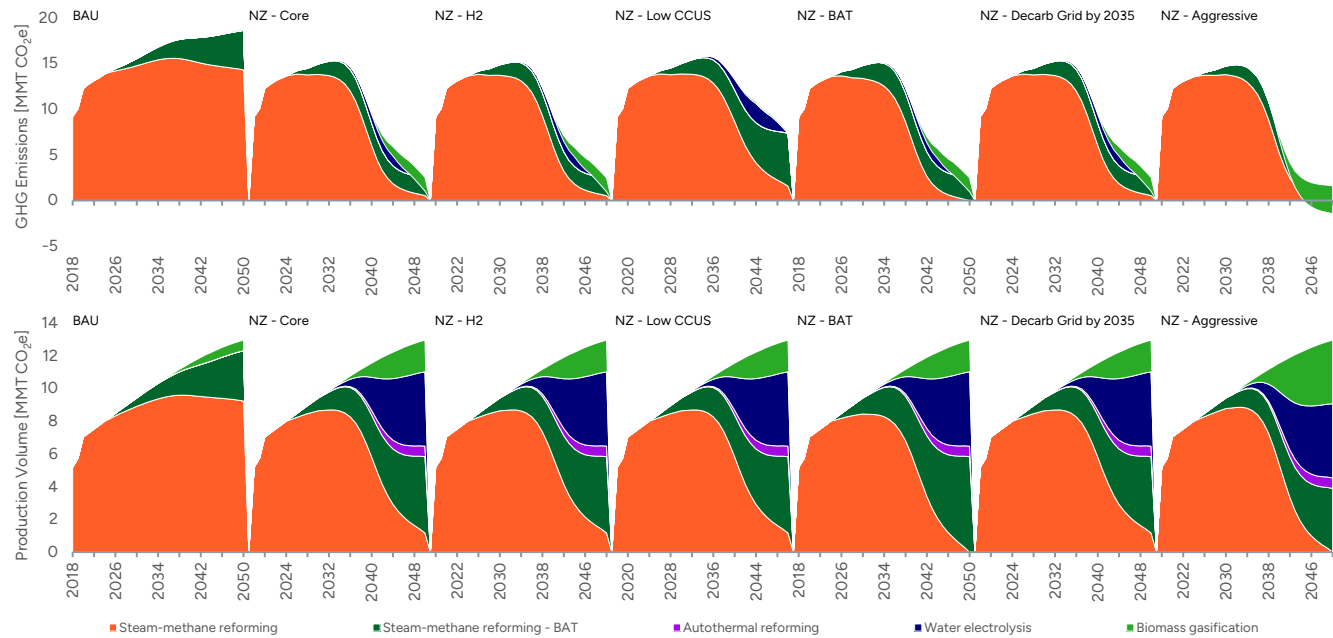 BAU NZ - Core NZ - H2 NZ - Low CCUS NZ - BAT NZ - Decarb Grid by 2035 NZ - Aggressive
GHG Emissions [MMT CO2e]
20
15
10
5
0
-5
2018 2026 2034 2042 2050 2024 2032 2040 2048 2022 2030 2038 2046 2020 2028 2036 2044 2018 2026 2034 2042 2050 2024 2032 2040 2048 2022 2030 2038 2046
BAU NZ - Core NZ - H2 NZ - Low CCUS NZ - BAT NZ - Decarb Grid by 2035 NZ - Aggressive
Production Volume [MMT CO2e]
14
12
10
8
6
4
2
0
2018 2026 2034 2042 2050 2024 2032 2040 2048 2022 2030 2038 2046 2020 2028 2036 2044 2018 2026 2034 2042 2050 2024 2032 2040 2048 2022 2030 2038 2046
Steam-methane reforming Steam-methane reforming - BAT Autothermal reforming Water electrolysis Biomass gasification